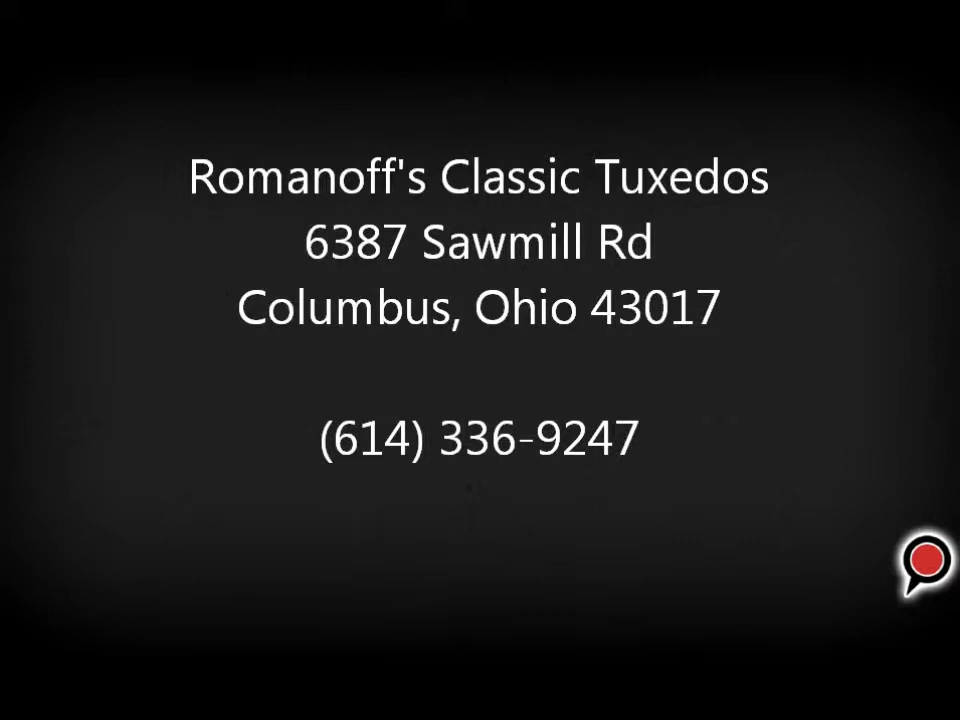 Romanoff's Classic Tuxedos
6387 Sawmill Rd
Columbus, Ohio 43017
(614) 336-9247